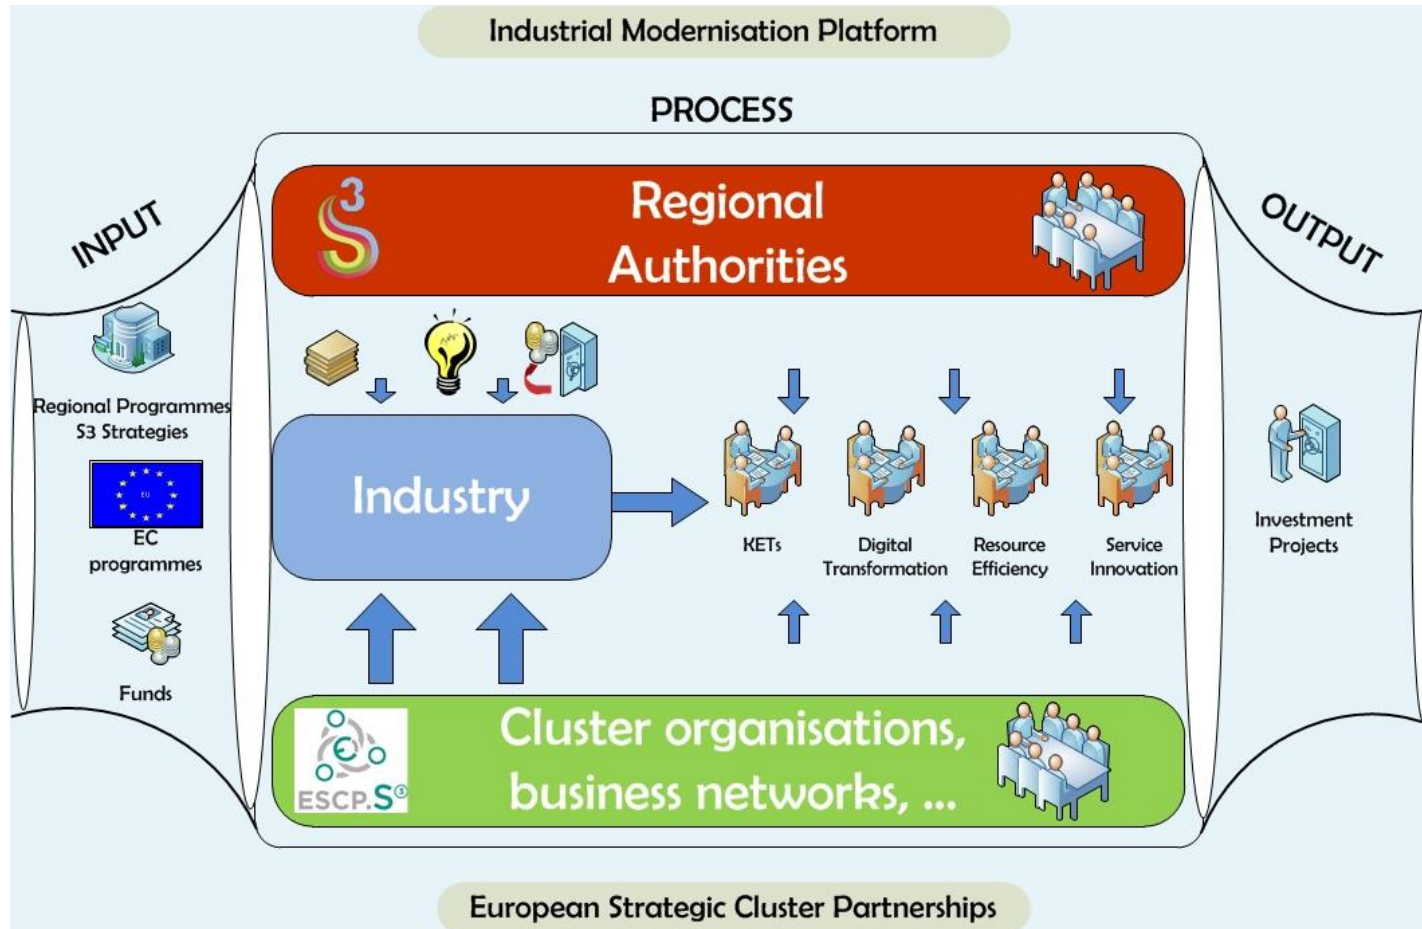 Industrial Modernisation Platform
PROCESS
INPUT
OUTPUT
S3
Regional
Authorities
Regional Programmes
S3 Strategies
EU
EC
programmes
Funds
Industry
KETs
Digital
Transformation
Resource
Efficiency
Service
Innovation
Investment
Projects
ESCP.S3
Cluster organisations,
business networks, ...
European Strategic Cluster Partnerships